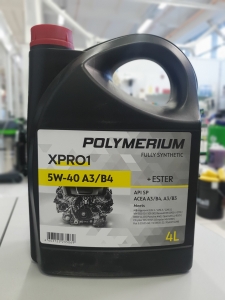 POLYMERIUM
FULLY SYNTHETIC
XPRO1
5W-40 A3/B4
+ ESTER
API SP
ACEA A3/B4, A3/B3
4L